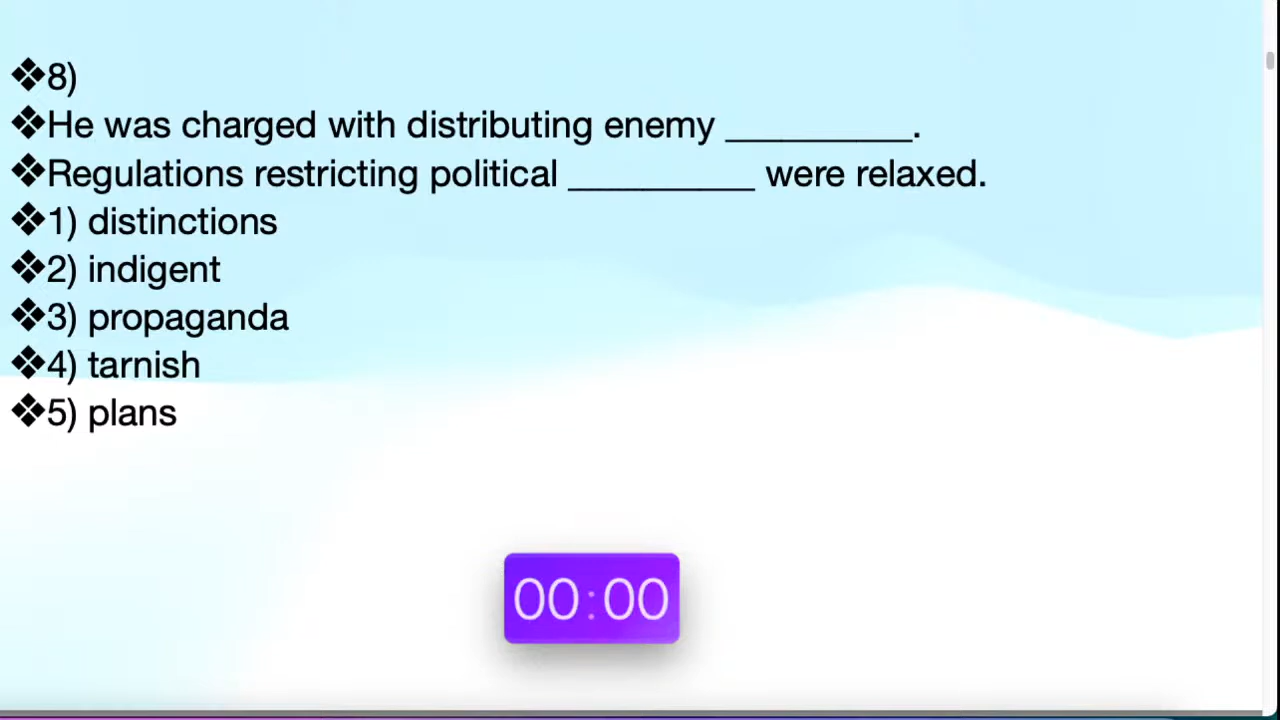 ❖8)
❖He was charged with distributing enemy __________.
❖Regulations restricting political __________ were relaxed.
❖1) distinctions
❖2) indigent
❖3) propaganda
❖4) tarnish
❖5) plans
00:00